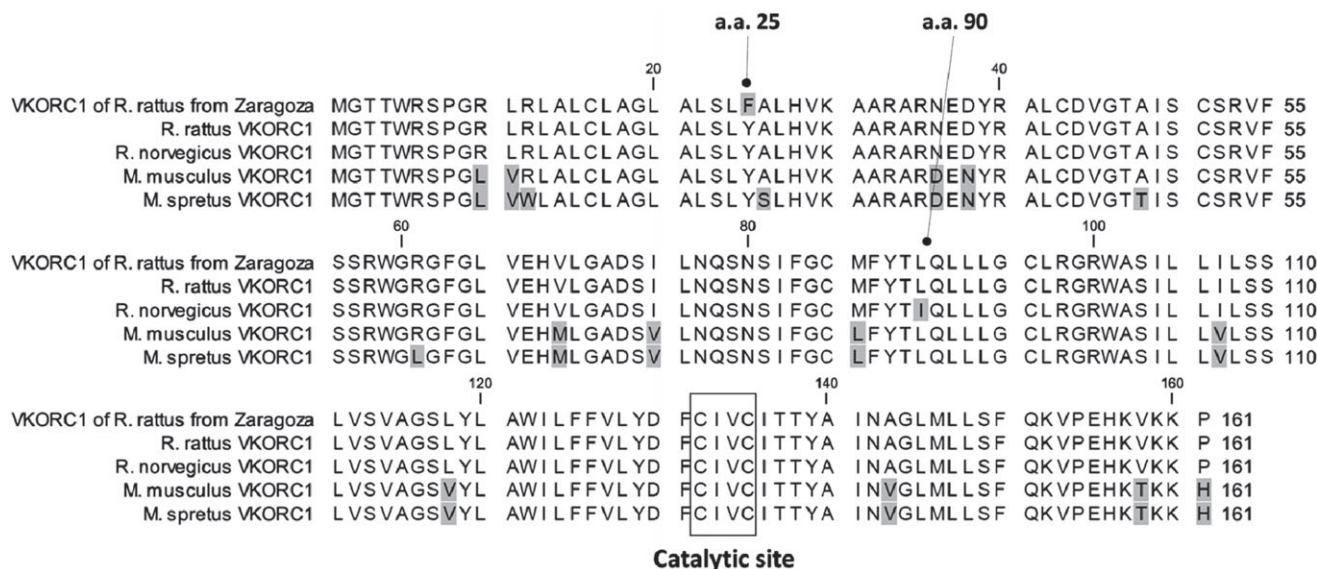 a.a. 25 a.a. 90
20 40
VKORC1 of R. rattus from Zaragoza MGTTWRSPGR LRLALCLAGL ALSLFALHVK AARARNEDYR ALCDVGTAIS CSRVF 55
R. rattus VKORC1 MGTTWRSPGR LRLALCLAGL ALSLYALHVK AARARNEDYR ALCDVGTAIS CSRVF 55
R. norvegicus VKORC1 MGTTWRSPGR LRLALCLAGL ALSLYALHVK AARARNEDYR ALCDVGTAIS CSRVF 55
M. musculus VKORC1 MGTTWRSPGL VRLALCLAGL ALSLYALHVK AARARDENYR ALCDVGTAIS CSRVF 55
M. spretus VKORC1 MGTTWRSPGL VWLALCLAGL ALSLYSLHVK AARARDENYR ALCDVGTTIS CSRVF 55
60 80 100
VKORC1 of R. rattus from Zaragoza SSRWGRGFGL VEHVLGADSI LNQSNSIFGC MFYTLQLLLG CLRGRWASIL LILSS 110
R. rattus VKORC1 SSRWGRGFGL VEHVLGADSI LNQSNSIFGC MFYTLQLLLG CLRGRWASIL LILSS 110
R. norvegicus VKORC1 SSRWGRGFGL VEHVLGADSI LNQSNSIFGC MFYTIQLLLG CLRGRWASIL LILSS 110
M. musculus VKORC1 SSRWGRGFGL VEHMLGADSV LNQSNSIFGC LFYTLQLLLG CLRGRWASIL LVLSS 110
M. spretus VKORC1 SSRWGLGFGL VEHMLGADSV LNQSNSIFGC LFYTLQLLLG CLRGRWASIL LVLSS 110
120 140 160
VKORC1 of R. rattus from Zaragoza LVSVAGSLYL AWILFFVLYD FCIVCITTYA INAGLMLLSF QKVPEHKVKK P 161
R. rattus VKORC1 LVSVAGSLYL AWILFFVLYD FCIVCITTYA INAGLMLLSF QKVPEHKVKK P 161
R. norvegicus VKORC1 LVSVAGSLYL AWILFFVLYD FCIVCITTYA INAGLMLLSF QKVPEHKVKK P 161
M. musculus VKORC1 LVSVAGSVYL AWILFFVLYD FCIVCITTYA INVGLMLLSF QKVPEHKTKK H 161
M. spretus VKORC1 LVSVAGSVYL AWILFFVLYD FCIVCITTYA INVGLMLLSF QKVPEHKTKK H 161
Catalytic site